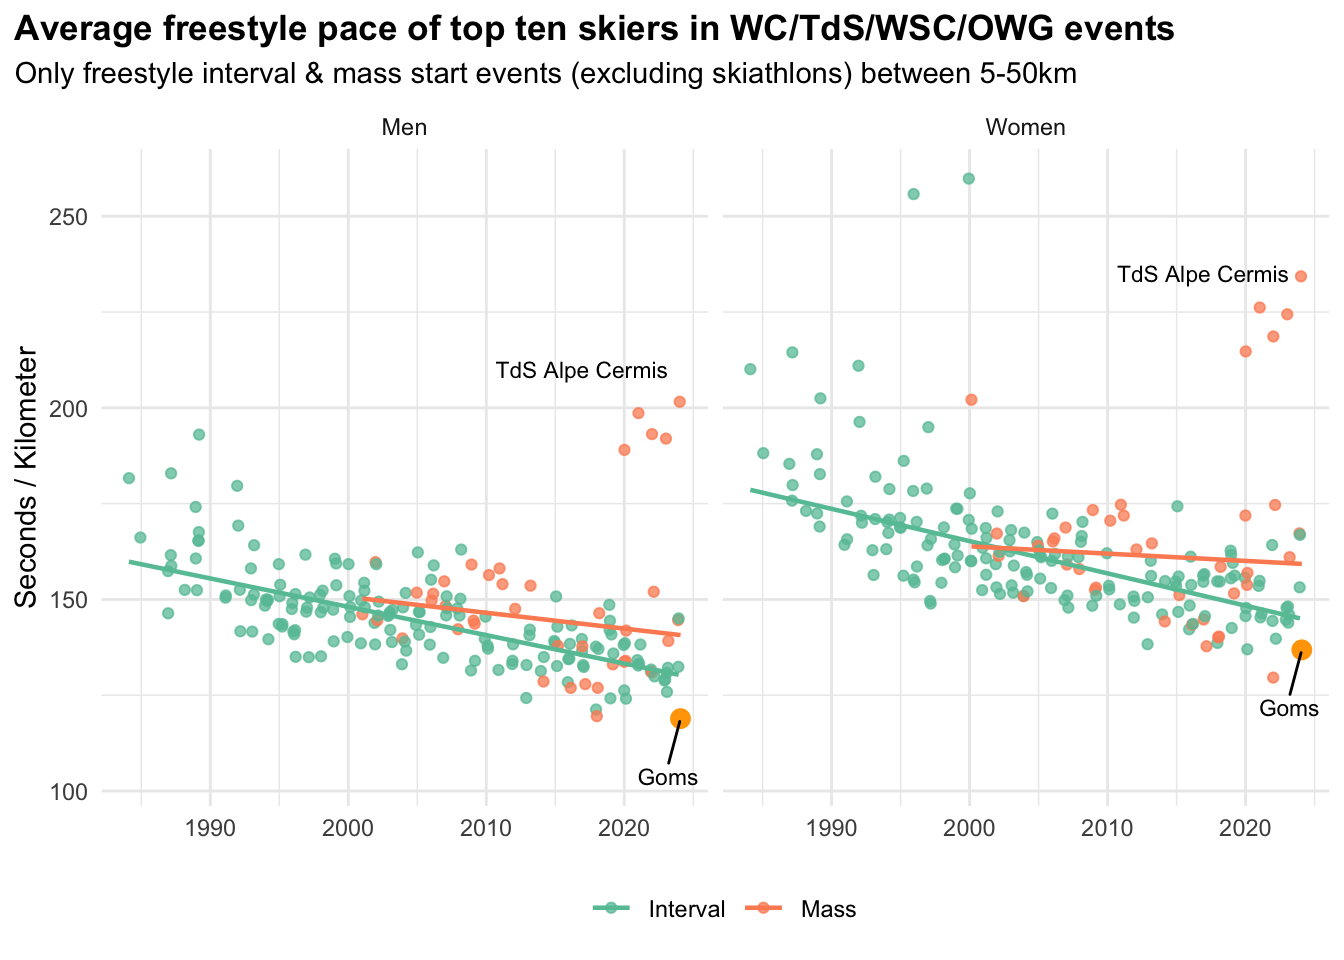 Average freestyle pace of top ten skiers in WC/TdS/WSC/OWG events
Only freestyle interval & mass start events (excluding skiathlons) between 5-50km
Men
Women
Seconds / Kilometer
250
200
150
100
TdS Alpe Cermis
Goms
TdS Alpe Cermis
Goms
1990 2000 2010 2020
1990 2000 2010 2020
Interval Mass